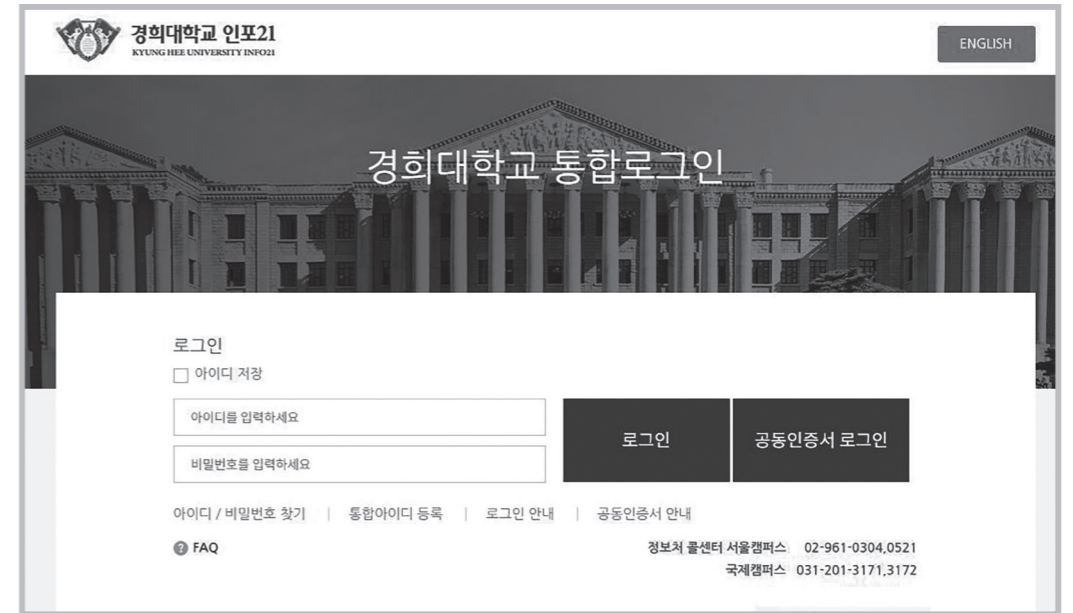 경희대학교 인포21
KYUNG HEE UNIVERSITY INFO21
ENGLISH
경희대학교 통합로그인
로그인
아이디 저장
아이디를 입력하세요
비밀번호를 입력하세요
로그인
공동인증서 로그인
아이디 / 비밀번호 찾기 | 통합아이디 등록 | 로그인 안내 | 공동인증서 안내
? FAQ
정보처 콜센터 서울캠퍼스 02-961-0304,0521
국제캠퍼스 031-201-3171,3172